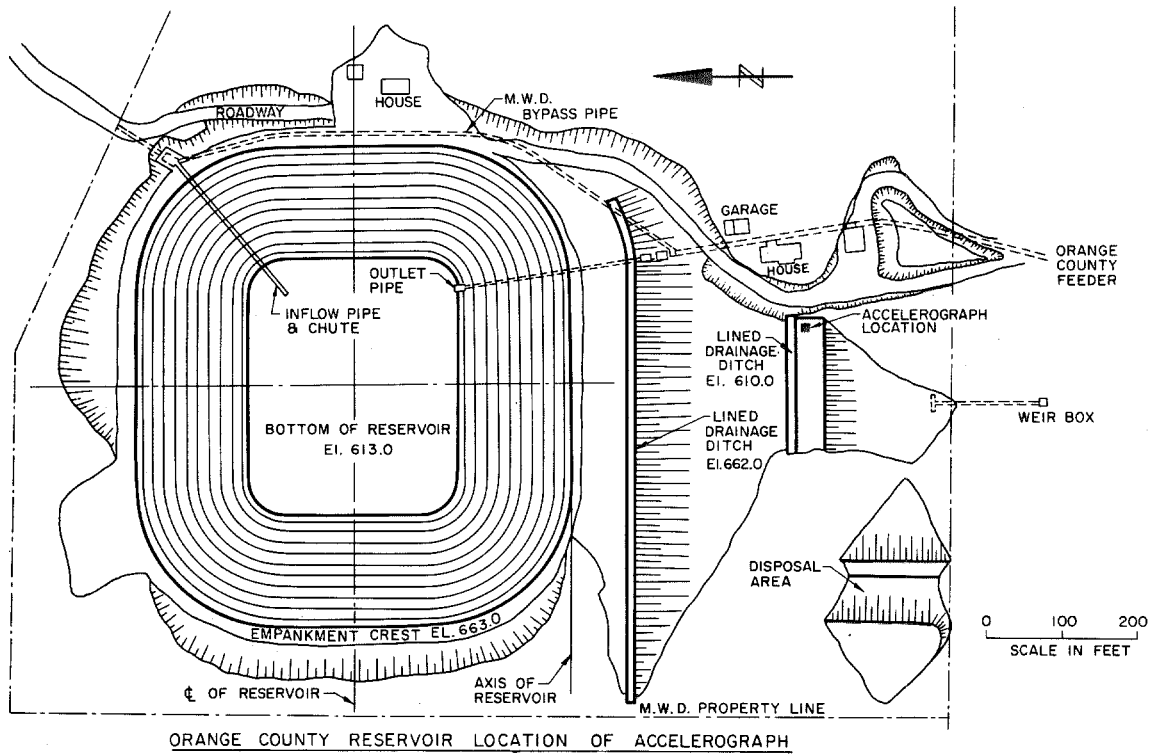 ROADWAY
HOUSE
M.W.D.
BYPASS PIPE
N
GARAGE
HOUSE
ORANGE
COUNTY
FEEDER
OUTLET
PIPE
INFLOW PIPE
& CHUTE
ACCELEROGRAPH
LOCATION
LINED
DRAINAGE
DITCH
El. 610.0
WEIR BOX
BOTTOM OF RESERVOIR
El. 613.0
LINED
DRAINAGE
DITCH
El.662.0
DISPOSAL
AREA
0 100 200
SCALE IN FEET
EMPANKMENT CREST EL. 663.0
℄ OF RESERVOIR
AXIS OF
RESERVOIR
M.W.D. PROPERTY LINE
ORANGE COUNTY RESERVOIR LOCATION OF ACCELEROGRAPH